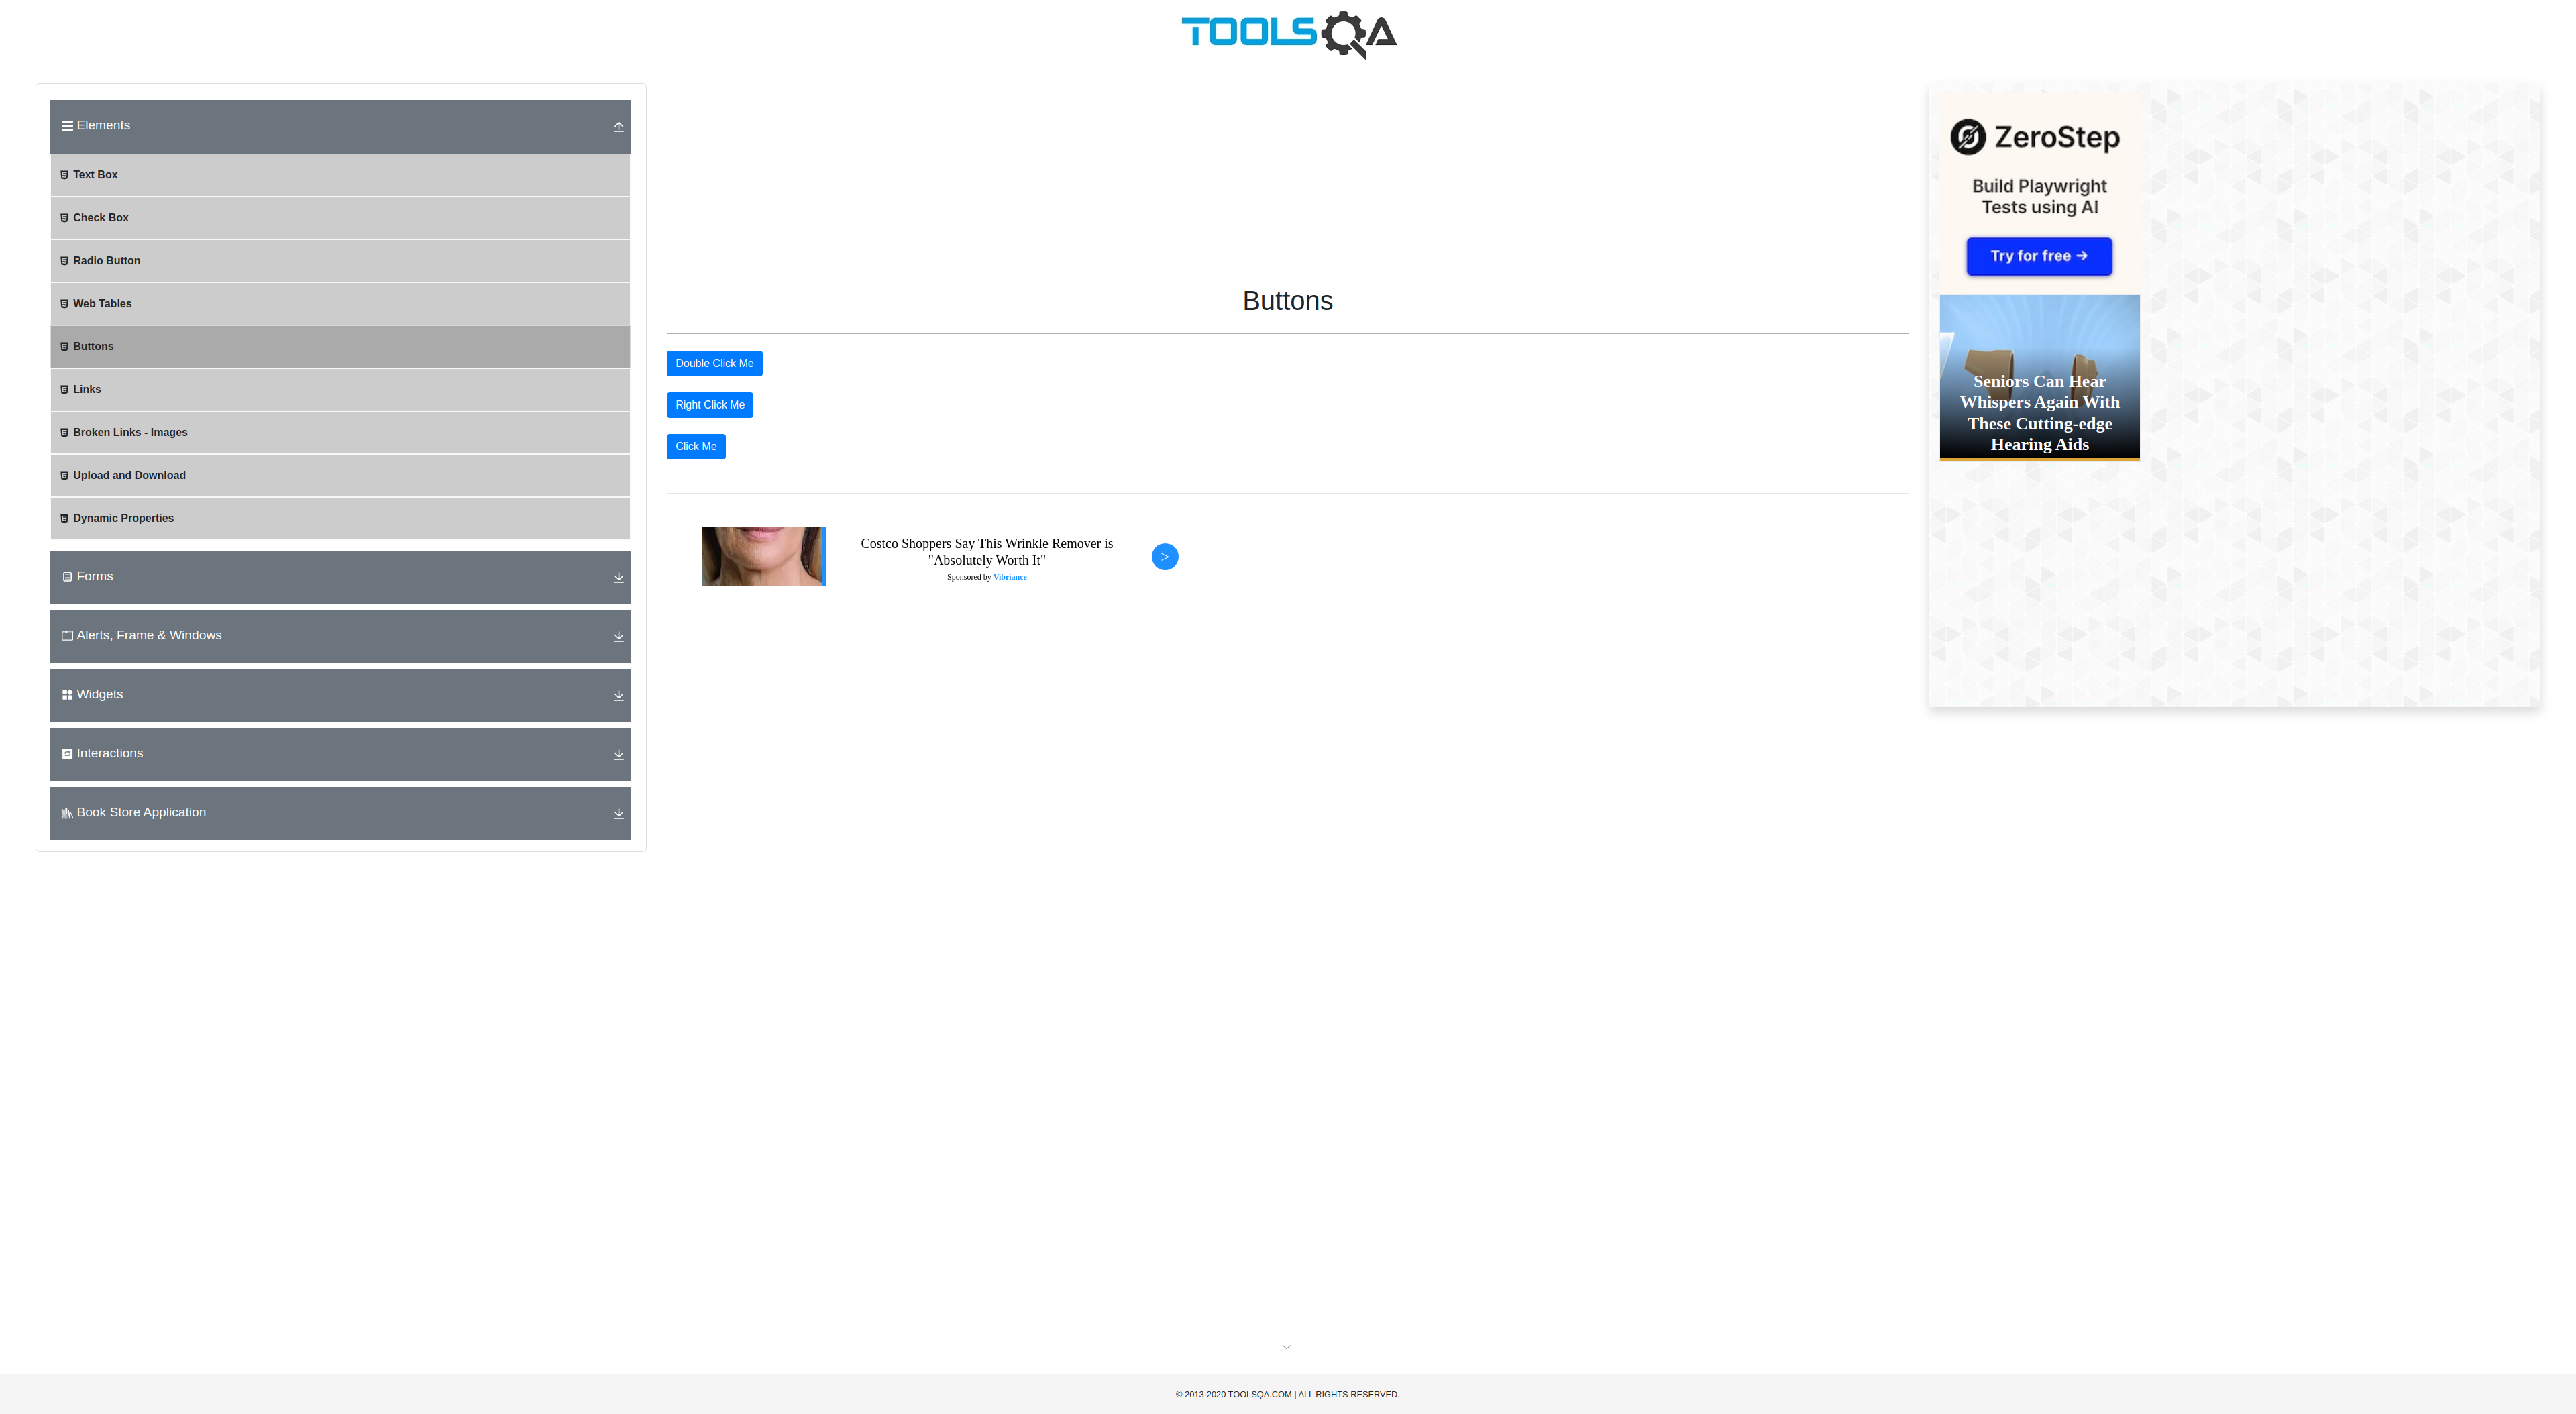 TOOLSQA
Elements
Text Box
Check Box
Radio Button
Web Tables
Buttons
Links
Broken Links - Images
Upload and Download
Dynamic Properties
Forms
Alerts, Frame & Windows
Widgets
Interactions
Book Store Application
Buttons
Double Click Me
Right Click Me
Click Me
Costco Shoppers Say This Wrinkle Remover is
"Absolutely Worth It"
Sponsored by Vibriance
>
ZeroStep
Build Playwright
Tests using AI
Try for free →
Seniors Can Hear
Whispers Again With
These Cutting-edge
Hearing Aids
© 2013-2020 TOOLSQA.COM | ALL RIGHTS RESERVED.